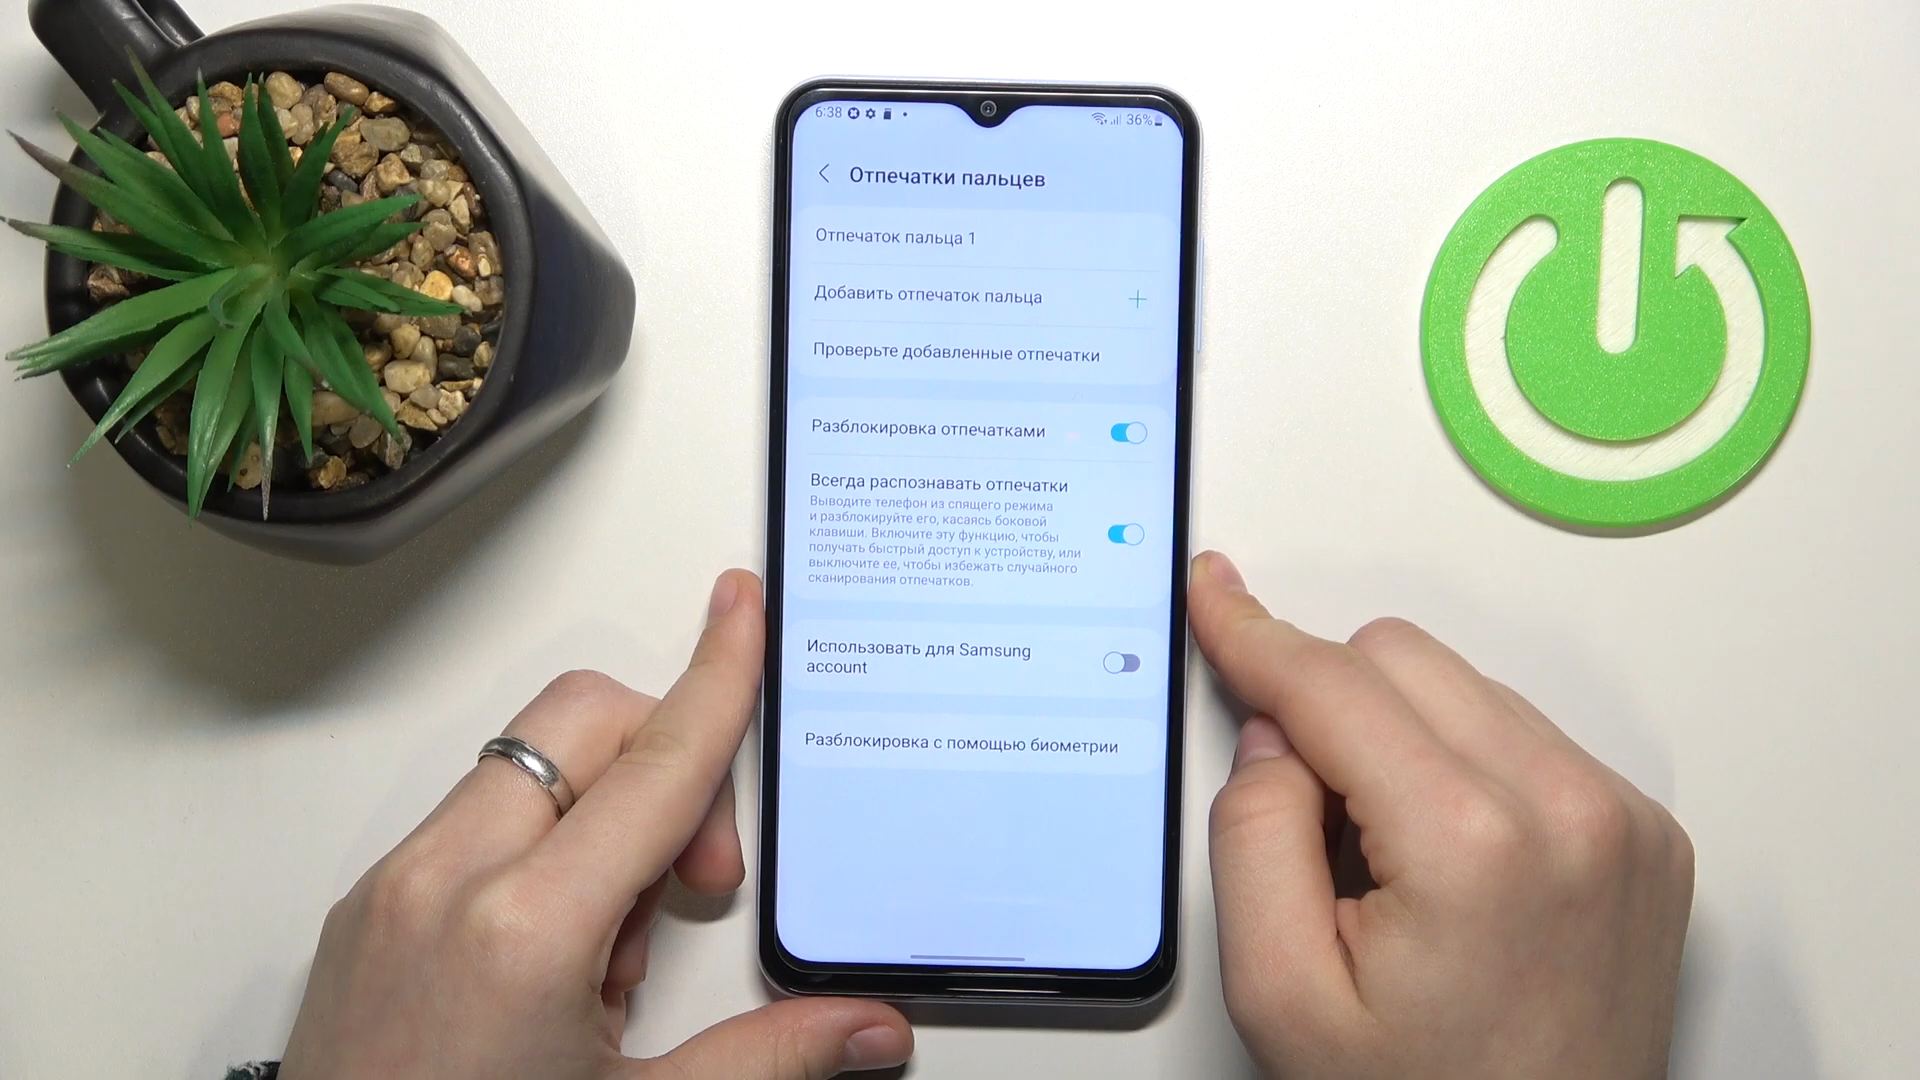 6:38
36%
Отпечатки пальцев
Отпечаток пальца 1
Добавить отпечаток пальца
Проверьте добавленные отпечатки
Разблокировка отпечатками
Всегда распознавать отпечатки
Выводите телефон из спящего режима
и разблокируйте его, касаясь боковой
клавиши. Включите эту функцию, чтобы
получать быстрый доступ к устройству, или
выключите ее, чтобы избежать случайного
сканирования отпечатков.
Использовать для Samsung
account
Разблокировка с помощью биометрии